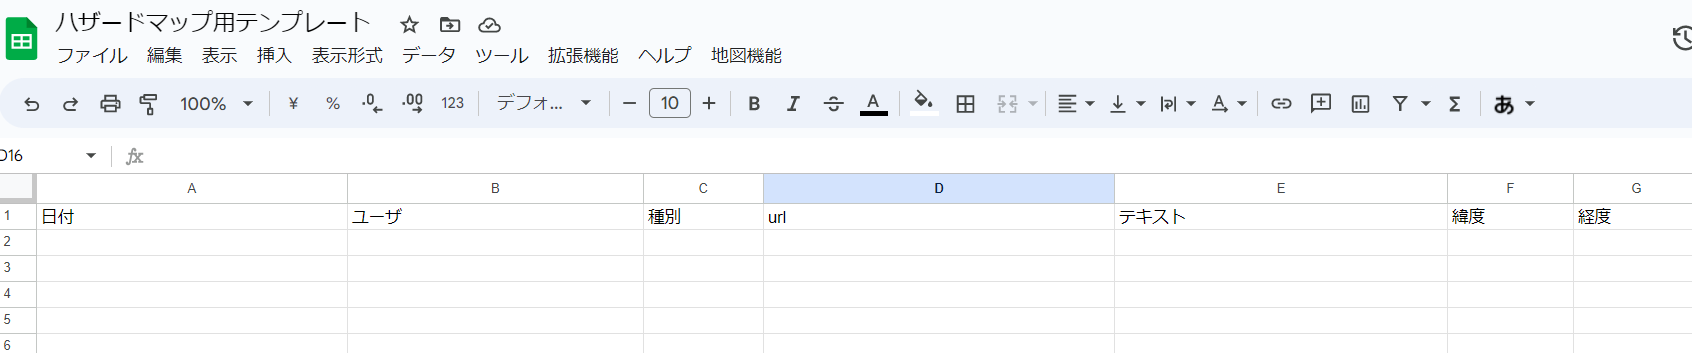 ハザードマップ用テンプレート
ファイル 編集 表示 挿入 表示形式 データ ツール 拡張機能 ヘルプ 地図機能
100% ¥ % .0 .00 123 デフォ... 10 B I S A Σ あ
D16 fx
A B C D E F G
1 日付 ユーザ 種別 url テキスト 緯度 経度
2
3
4
5
6